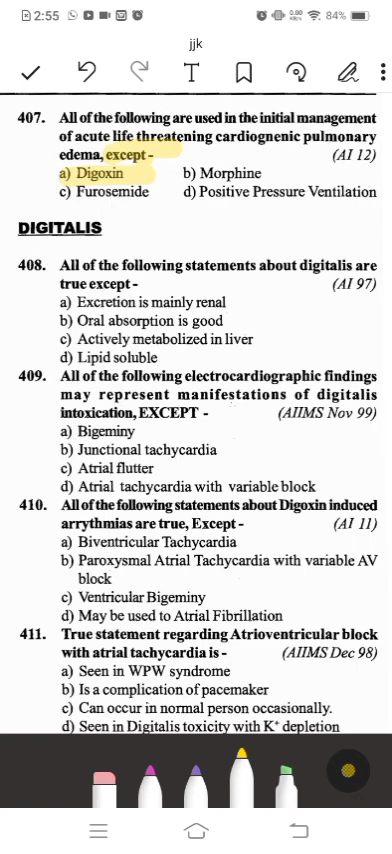 2:55
0.00
KB/s
84%
jjk
T
407. All of the following are used in the initial management
of acute life threatening cardiognenic pulmonary
edema, except - (AI 12)
a) Digoxin b) Morphine
c) Furosemide d) Positive Pressure Ventilation
DIGITALIS
408. All of the following statements about digitalis are
true except - (AI 97)
a) Excretion is mainly renal
b) Oral absorption is good
c) Actively metabolized in liver
d) Lipid soluble
409. All of the following electrocardiographic findings
may represent manifestations of digitalis
intoxication, EXCEPT - (AIIMS Nov 99)
a) Bigeminy
b) Junctional tachycardia
c) Atrial flutter
d) Atrial tachycardia with variable block
410. All of the following statements about Digoxin induced
arrythmias are true, Except - (AI 11)
a) Biventricular Tachycardia
b) Paroxysmal Atrial Tachycardia with variable AV
block
c) Ventricular Bigeminy
d) May be used to Atrial Fibrillation
411. True statement regarding Atrioventricular block
with atrial tachycardia is - (AIIMS Dec 98)
a) Seen in WPW syndrome
b) Is a complication of pacemaker
c) Can occur in normal person occasionally.
d) Seen in Digitalis toxicity with K⁺ depletion